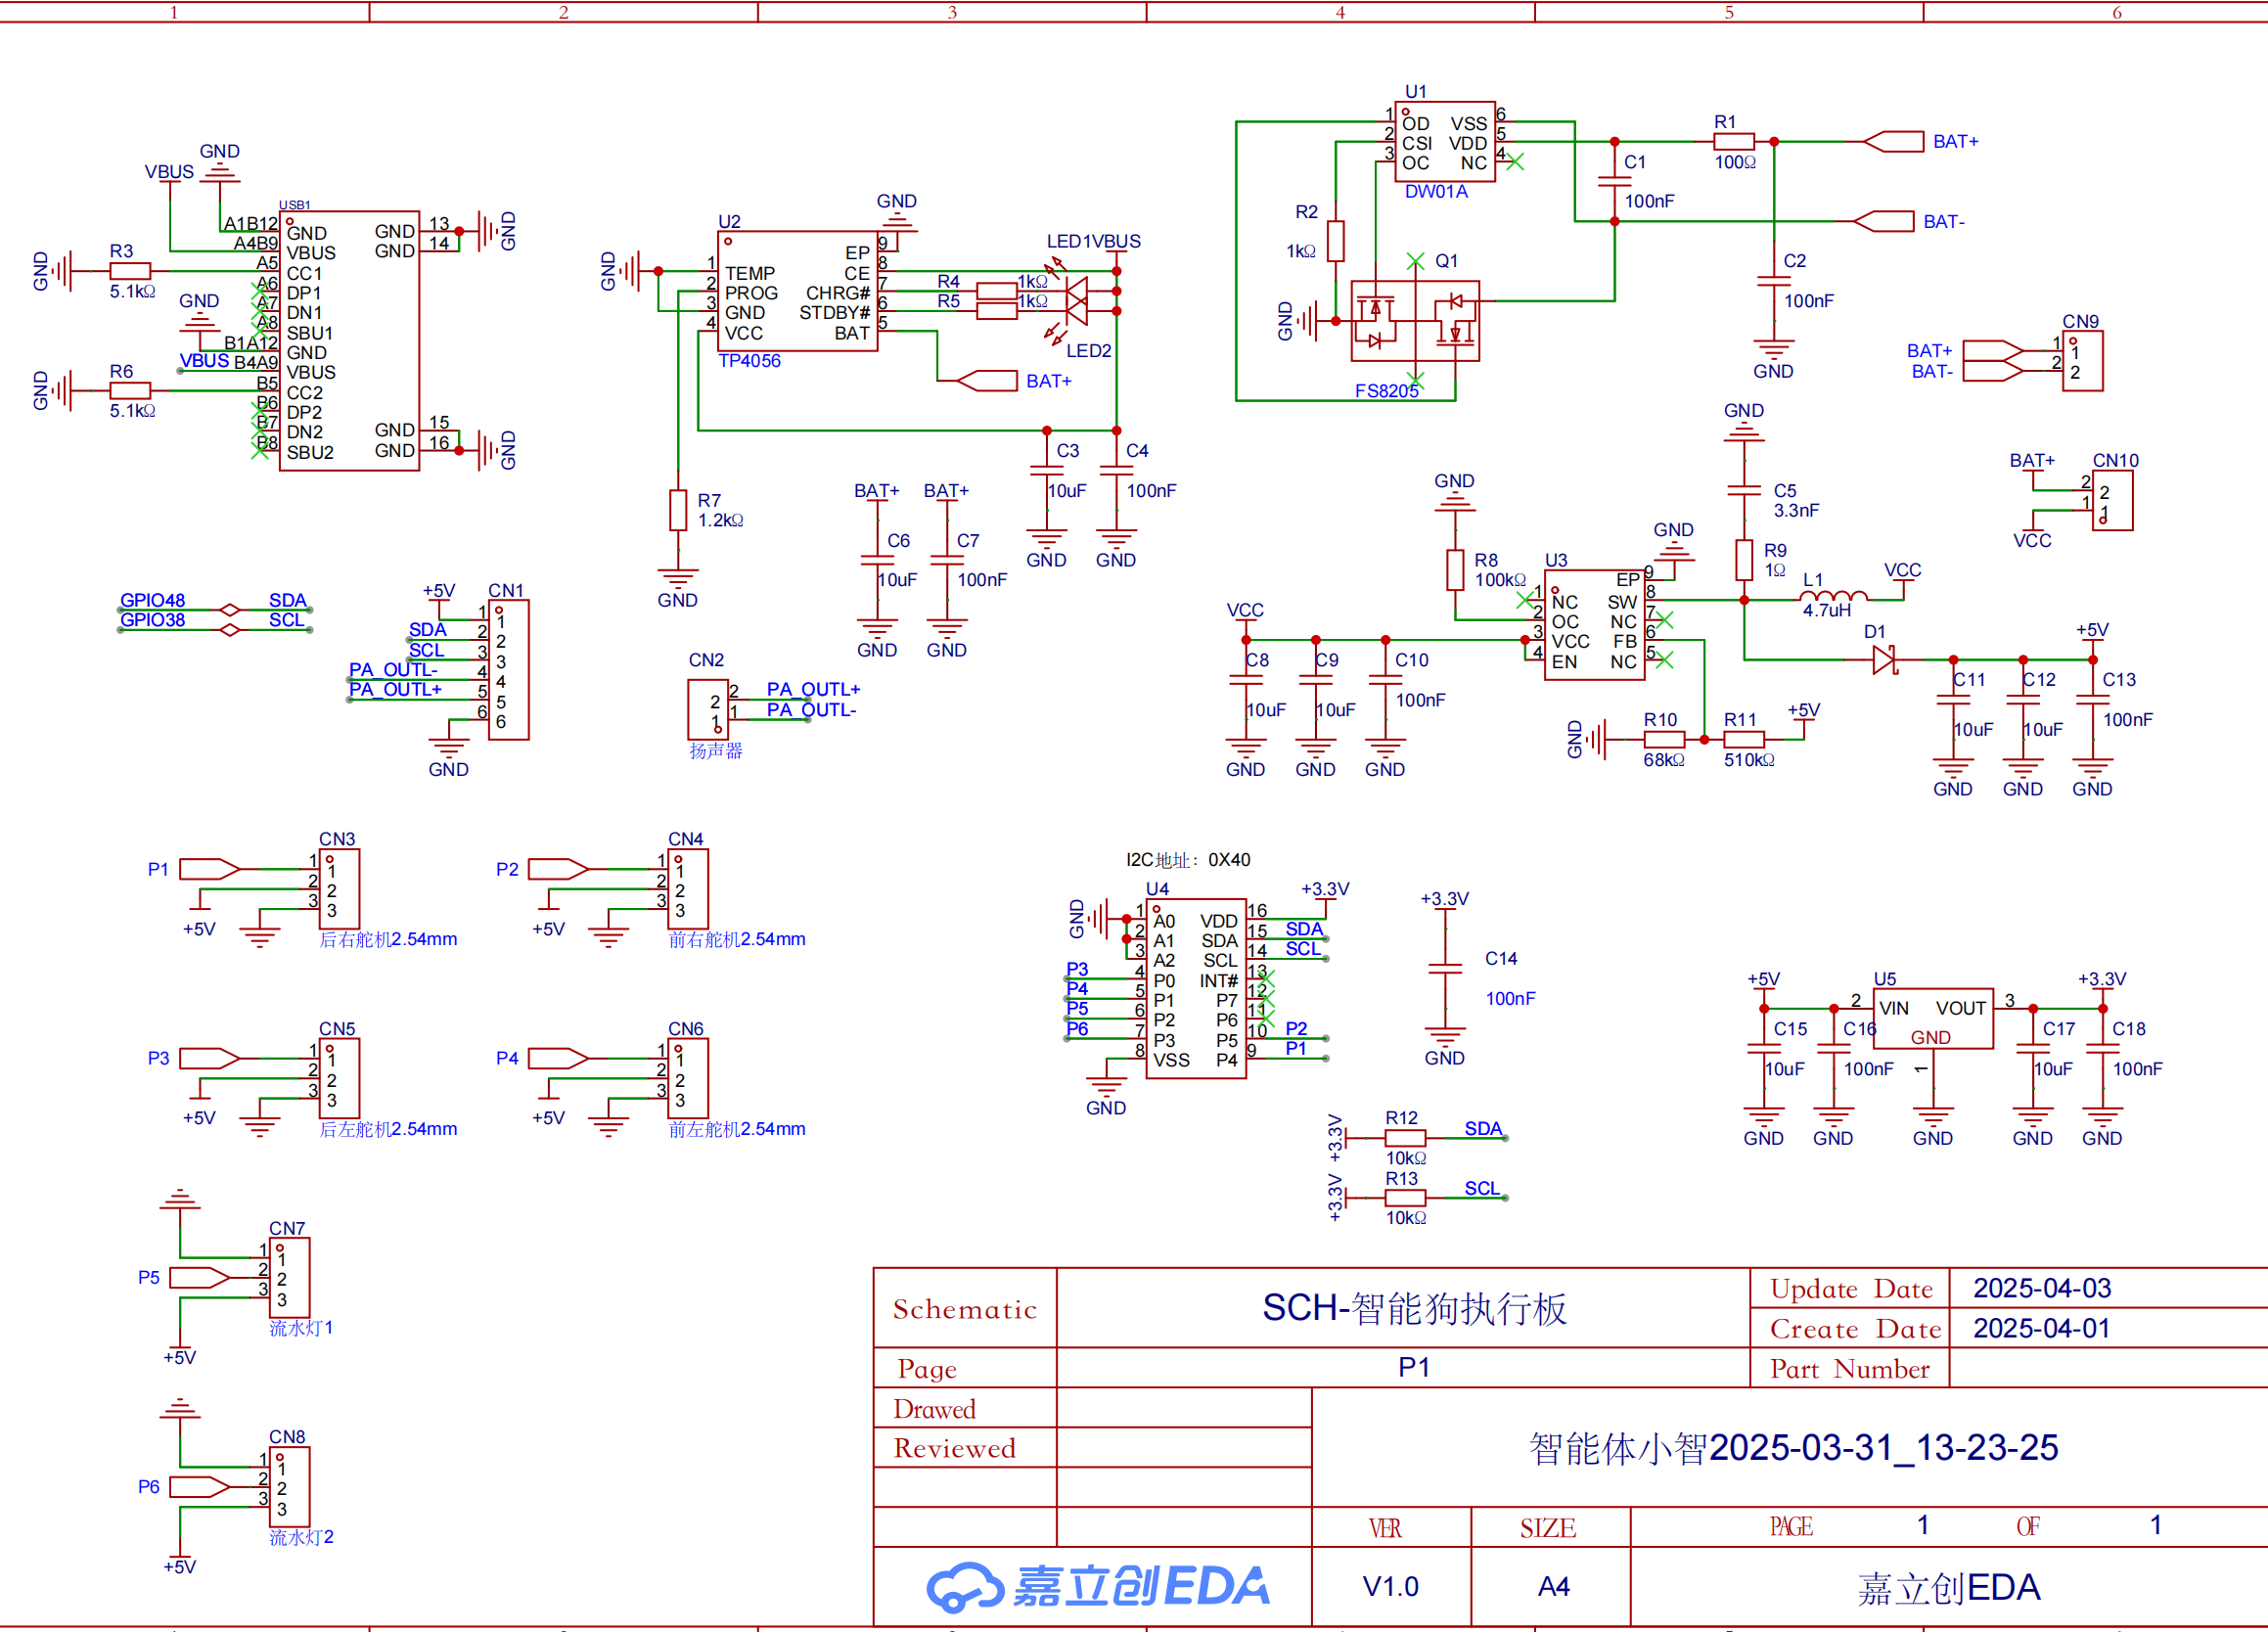 1 2 3 4 5 6
USB1
VBUS
GND
A1B12 GND
A4B9 VBUS
A5 CC1
A6 DP1
A7 DN1
A8 SBU1
B1A12 GND
VBUS B4A9 VBUS
B5 CC2
B6 DP2
B7 DN2
B8 SBU2
GND 13
GND 14
GND
GND 15
GND 16
GND
GND
R3
5.1kΩ
GND
GND
R6
5.1kΩ
U2
GND
1 TEMP
2 PROG
3 GND
4 VCC
EP 9
CE 8
CHRG# 7
STDBY# 6
BAT 5
TP4056
GND
R4 1kΩ
R5 1kΩ
LED1 VBUS
LED2
BAT+
R7
1.2kΩ
GND
C3
10uF
GND
C4
100nF
GND
BAT+
C6
10uF
GND
BAT+
C7
100nF
GND
U1
1 OD
2 CSI
3 OC
VSS 6
VDD 5
NC 4
DW01A
R1
100Ω
BAT+
C1
100nF
BAT-
R2
1kΩ
GND
Q1
FS8205
C2
100nF
GND
CN9
BAT+ 1 1
BAT- 2 2
BAT+
CN10
2 2
1 1
VCC
GND
C5
3.3nF
R9
1Ω
GND
R8
100kΩ
GND
U3
1 NC
2 OC
3 VCC
4 EN
EP 9
SW 8
NC 7
FB 6
NC 5
L1
4.7uH
VCC
D1
+5V
VCC
C8
10uF
GND
C9
10uF
GND
C10
100nF
GND
GND
R10
68kΩ
R11
510kΩ
+5V
C11
10uF
GND
C12
10uF
GND
C13
100nF
GND
GPIO48 SDA
GPIO38 SCL
CN1
+5V
1 1
SDA 2 2
SCL 3 3
PA_OUTL- 4 4
PA_OUTL+ 5 5
6 6
GND
CN2
2 2 PA_OUTL+
1 1 PA_OUTL-
扬声器
CN3
P1 1 1
2 2
3 3
+5V
后右舵机2.54mm
CN4
P2 1 1
2 2
3 3
+5V
前右舵机2.54mm
CN5
P3 1 1
2 2
3 3
+5V
后左舵机2.54mm
CN6
P4 1 1
2 2
3 3
+5V
前左舵机2.54mm
I2C地址：0X40
U4
GND
1 A0
2 A1
3 A2
P3 4 P0
P4 5 P1
P5 6 P2
P6 7 P3
8 VSS
GND
VDD 16 +3.3V
SDA 15 SDA
SCL 14 SCL
INT# 13
P7 12
P6 11
P5 10 P2
P4 9 P1
+3.3V
C14
100nF
GND
+3.3V R12 SDA
10kΩ
+3.3V R13 SCL
10kΩ
+5V
U5
+3.3V
2 VIN VOUT 3
GND
1
C15
10uF
GND
C16
100nF
GND
GND
C17
10uF
GND
C18
100nF
GND
CN7
1 1
P5 2 2
3 3
流水灯1
+5V
CN8
1 1
P6 2 2
3 3
流水灯2
+5V
Schematic SCH-智能狗执行板
Update Date 2025-04-03
Create Date 2025-04-01
Page P1 Part Number
Drawed
Reviewed
智能体小智2025-03-31_13-23-25
VER SIZE PAGE 1 OF 1
嘉立创EDA V1.0 A4 嘉立创EDA